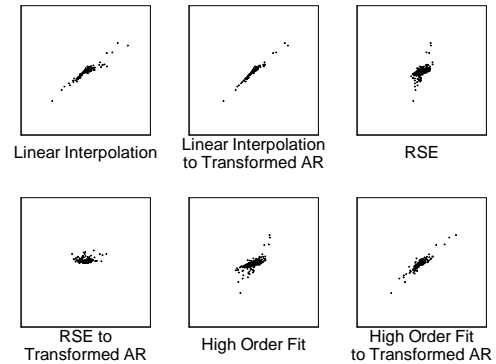 Linear Interpolation
Linear Interpolation
to Transformed AR
RSE
RSE to
Transformed AR
High Order Fit
High Order Fit
to Transformed AR